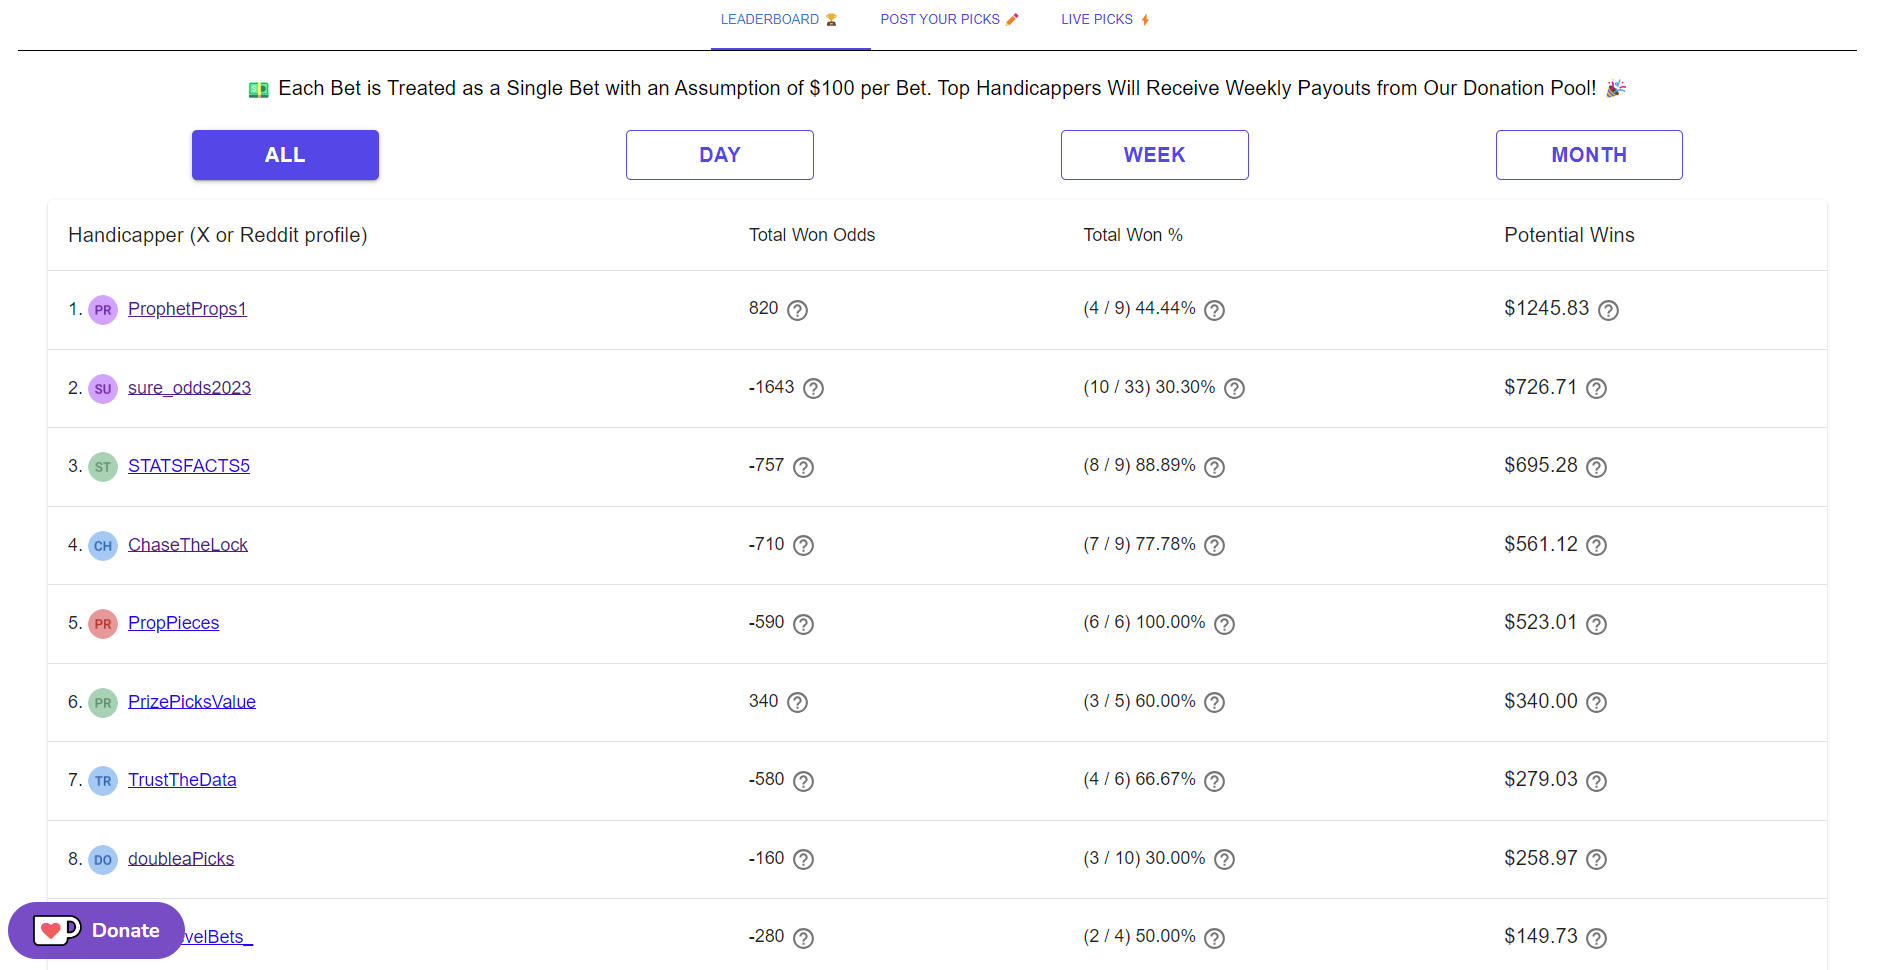 LEADERBOARD 🏆 POST YOUR PICKS ✏️ LIVE PICKS ⚡
💵 Each Bet is Treated as a Single Bet with an Assumption of $100 per Bet. Top Handicappers Will Receive Weekly Payouts from Our Donation Pool! 🎉
ALL DAY WEEK MONTH
Handicapper (X or Reddit profile) Total Won Odds Total Won % Potential Wins
1. PR ProphetProps1 820 ? (4 / 9) 44.44% ? $1245.83 ?
2. SU sure_odds2023 -1643 ? (10 / 33) 30.30% ? $726.71 ?
3. ST STATSFACTS5 -757 ? (8 / 9) 88.89% ? $695.28 ?
4. CH ChaseTheLock -710 ? (7 / 9) 77.78% ? $561.12 ?
5. PR PropPieces -590 ? (6 / 6) 100.00% ? $523.01 ?
6. PR PrizePicksValue 340 ? (3 / 5) 60.00% ? $340.00 ?
7. TR TrustTheData -580 ? (4 / 6) 66.67% ? $279.03 ?
8. DO doubleaPicks -160 ? (3 / 10) 30.00% ? $258.97 ?
Donate velBets_ -280 ? (2 / 4) 50.00% ? $149.73 ?